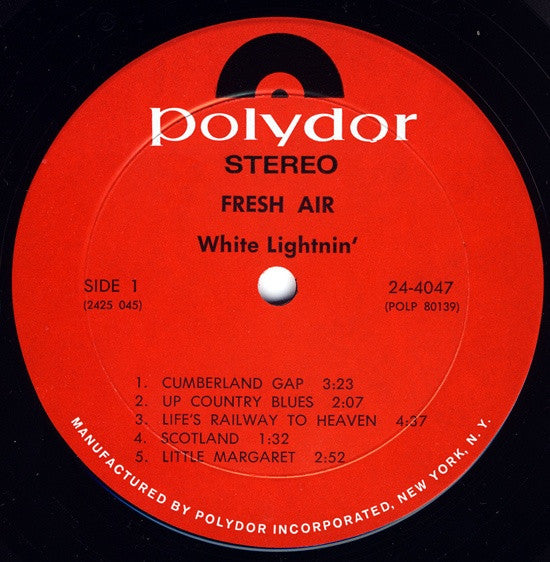 polydor
STEREO
FRESH AIR
White Lightnin'
SIDE 1
(2425 045)
24-4047
(POLP 80139)
1. CUMBERLAND GAP 3:23
2. UP COUNTRY BLUES 2:07
3. LIFE'S RAILWAY TO HEAVEN 4:37
4. SCOTLAND 1:32
5. LITTLE MARGARET 2:52
MANUFACTURED BY POLYDOR INCORPORATED, NEW YORK, N. Y.